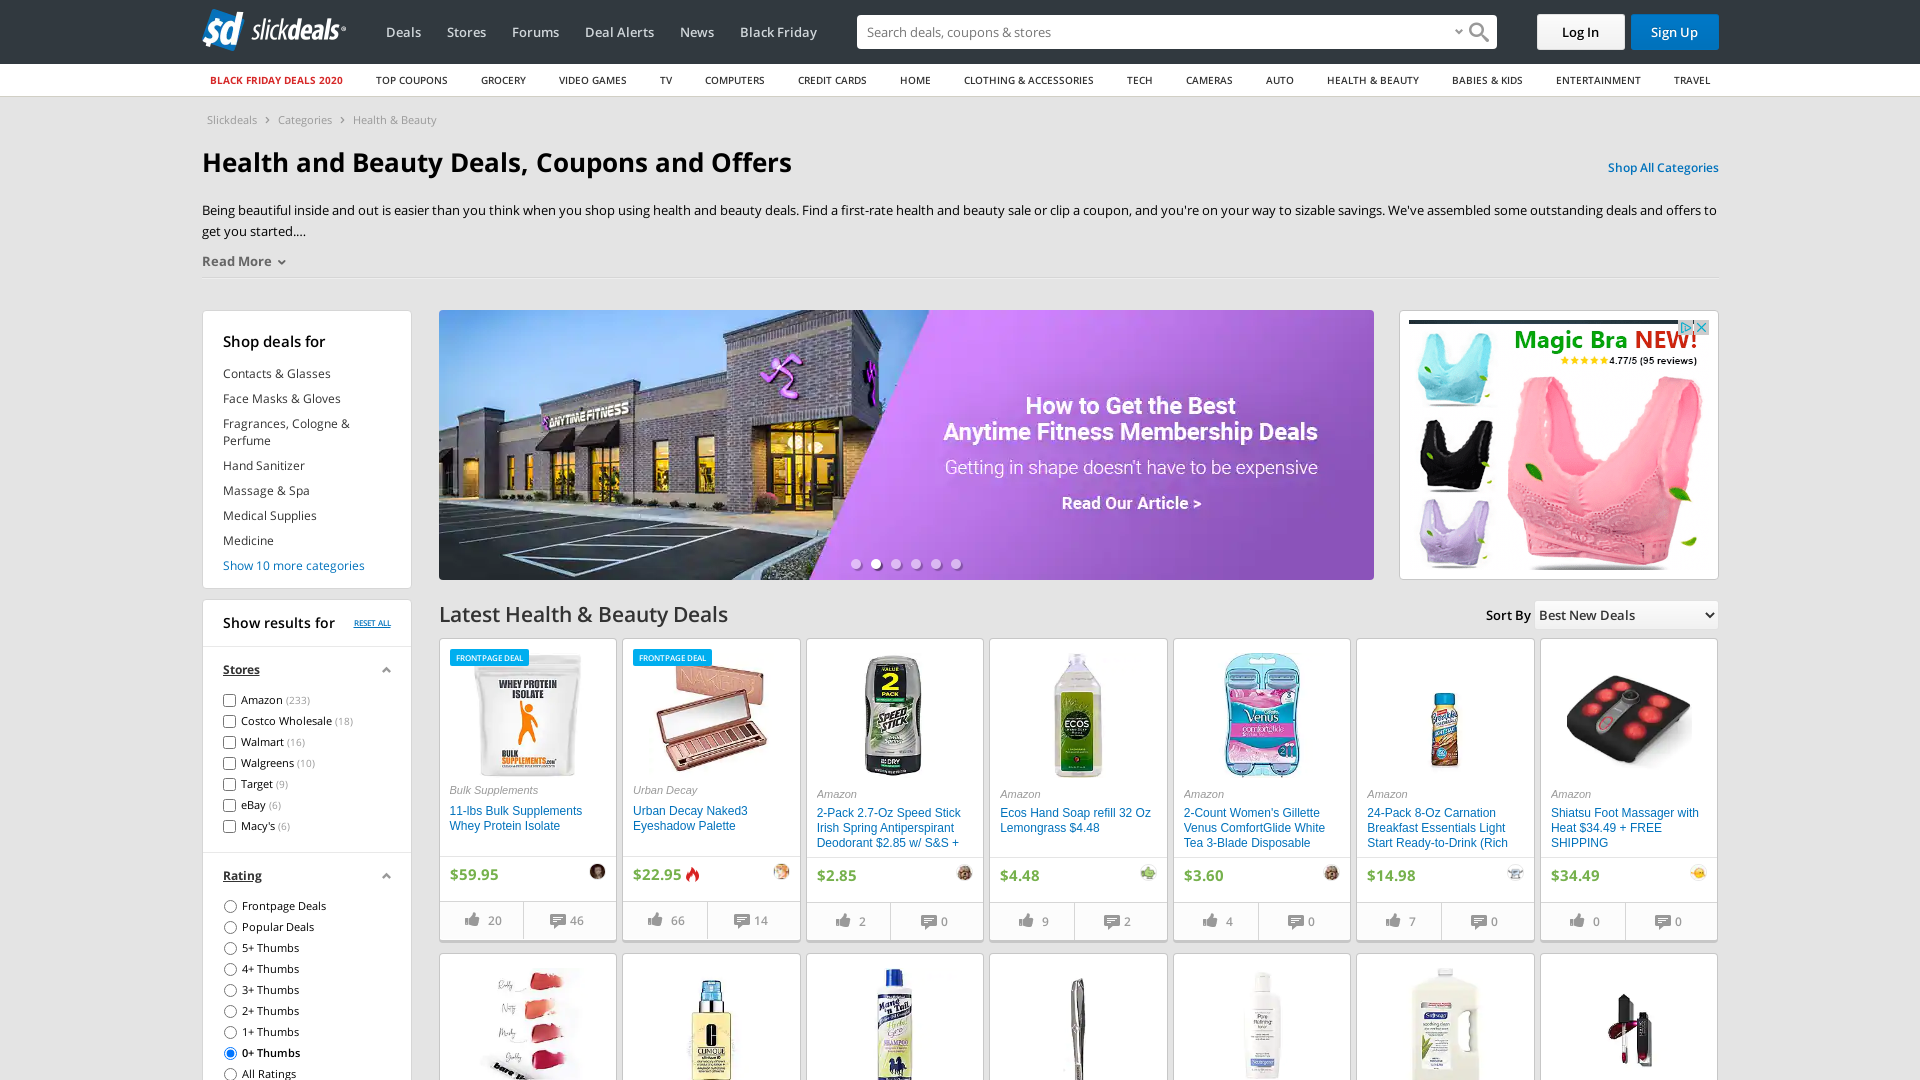 sd slickdeals
Deals
Stores
Forums
Deal Alerts
News
Black Friday
Search deals, coupons & stores
Log In
Sign Up
BLACK FRIDAY DEALS 2020
TOP COUPONS
GROCERY
VIDEO GAMES
TV
COMPUTERS
CREDIT CARDS
HOME
CLOTHING & ACCESSORIES
TECH
CAMERAS
AUTO
HEALTH & BEAUTY
BABIES & KIDS
ENTERTAINMENT
TRAVEL
Slickdeals > Categories > Health & Beauty
Health and Beauty Deals, Coupons and Offers
Shop All Categories
Being beautiful inside and out is easier than you think when you shop using health and beauty deals. Find a first-rate health and beauty sale or clip a coupon, and you're on your way to sizable savings. We've assembled some outstanding deals and offers to
get you started....
Read More
Shop deals for
Contacts & Glasses
Face Masks & Gloves
Fragrances, Cologne &
Perfume
Hand Sanitizer
Massage & Spa
Medical Supplies
Medicine
Show 10 more categories
ANYTIME FITNESS
How to Get the Best
Anytime Fitness Membership Deals
Getting in shape doesn't have to be expensive
Read Our Article >
Magic Bra NEW!
4.77/5 (95 reviews)
Show results for
RESET ALL
Stores
Amazon (233)
Costco Wholesale (18)
Walmart (16)
Walgreens (10)
Target (9)
eBay (6)
Macy's (6)
Rating
Frontpage Deals
Popular Deals
5+ Thumbs
4+ Thumbs
3+ Thumbs
2+ Thumbs
1+ Thumbs
0+ Thumbs
All Ratings
Latest Health & Beauty Deals
Sort By
Best New Deals
FRONTPAGE DEAL
WHEY PROTEIN
ISOLATE
BULK
SUPPLEMENTS.com
Bulk Supplements
11-lbs Bulk Supplements
Whey Protein Isolate
$59.95
20
46
FRONTPAGE DEAL
NAKED3
Urban Decay
Urban Decay Naked3
Eyeshadow Palette
$22.95
66
14
VALUE
2
PACK
SPEED
STICK
DRY
Amazon
2-Pack 2.7-Oz Speed Stick
Irish Spring Antiperspirant
Deodorant $2.85 w/ S&S +
$2.85
2
0
ECOS
Amazon
Ecos Hand Soap refill 32 Oz
Lemongrass $4.48
$4.48
9
2
Venus
comfortglide
Amazon
2-Count Women's Gillette
Venus ComfortGlide White
Tea 3-Blade Disposable
$3.60
4
0
Amazon
24-Pack 8-Oz Carnation
Breakfast Essentials Light
Start Ready-to-Drink (Rich
$14.98
7
0
Amazon
Shiatsu Foot Massager with
Heat $34.49 + FREE
SHIPPING
$34.49
0
0
CLINIQUE
Mane
'n Tail
Herbal
Gro
SHAMPOO
Pore
Refining
toner
Neutrogena
Softsoap
soothing clean